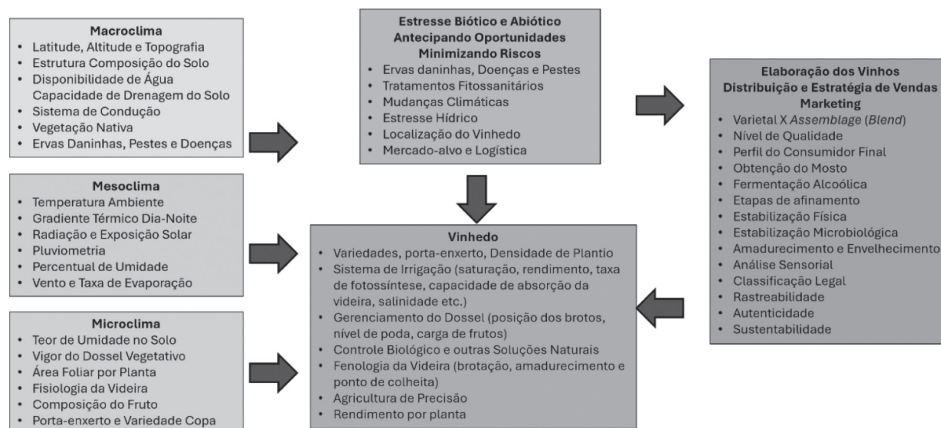 Macroclima
• Latitude, Altitude e Topografia
• Estrutura Composição do Solo
• Disponibilidade de Água
Capacidade de Drenagem do Solo
• Sistema de Condução
• Vegetação Nativa
• Ervas Daninhas, Pestes e Doenças
Mesoclima
• Temperatura Ambiente
• Gradiente Térmico Dia-Noite
• Radiação e Exposição Solar
• Pluviometria
• Percentual de Umidade
• Vento e Taxa de Evaporação
Microclima
• Teor de Umidade no Solo
• Vigor do Dossel Vegetativo
• Área Foliar por Planta
• Fisiologia da Videira
• Composição do Fruto
• Porta-enxerto e Variedade Copa
Estresse Biótico e Abiótico
Antecipando Oportunidades
Minimizando Riscos
• Ervas daninhas, Doenças e Pestes
• Tratamentos Fitossanitários
• Mudanças Climáticas
• Estresse Hídrico
• Localização do Vinhedo
• Mercado-alvo e Logística
Vinhedo
• Variedades, porta-enxerto, Densidade de Plantio
• Sistema de Irrigação (saturação, rendimento, taxa
de fotossíntese, capacidade de absorção da
videira, salinidade etc.)
• Gerenciamento do Dossel (posição dos brotos,
nível de poda, carga de frutos)
• Controle Biológico e outras Soluções Naturais
• Fenologia da Videira (brotação, amadurecimento e
ponto de colheita)
• Agricultura de Precisão
• Rendimento por planta
Elaboração dos Vinhos
Distribuição e Estratégia de Vendas
Marketing
• Varietal X Assemblage (Blend)
• Nível de Qualidade
• Perfil do Consumidor Final
• Obtenção do Mosto
• Fermentação Alcoólica
• Etapas de afinamento
• Estabilização Física
• Estabilização Microbiológica
• Amadurecimento e Envelhecimento
• Análise Sensorial
• Classificação Legal
• Rastreabilidade
• Autenticidade
• Sustentabilidade